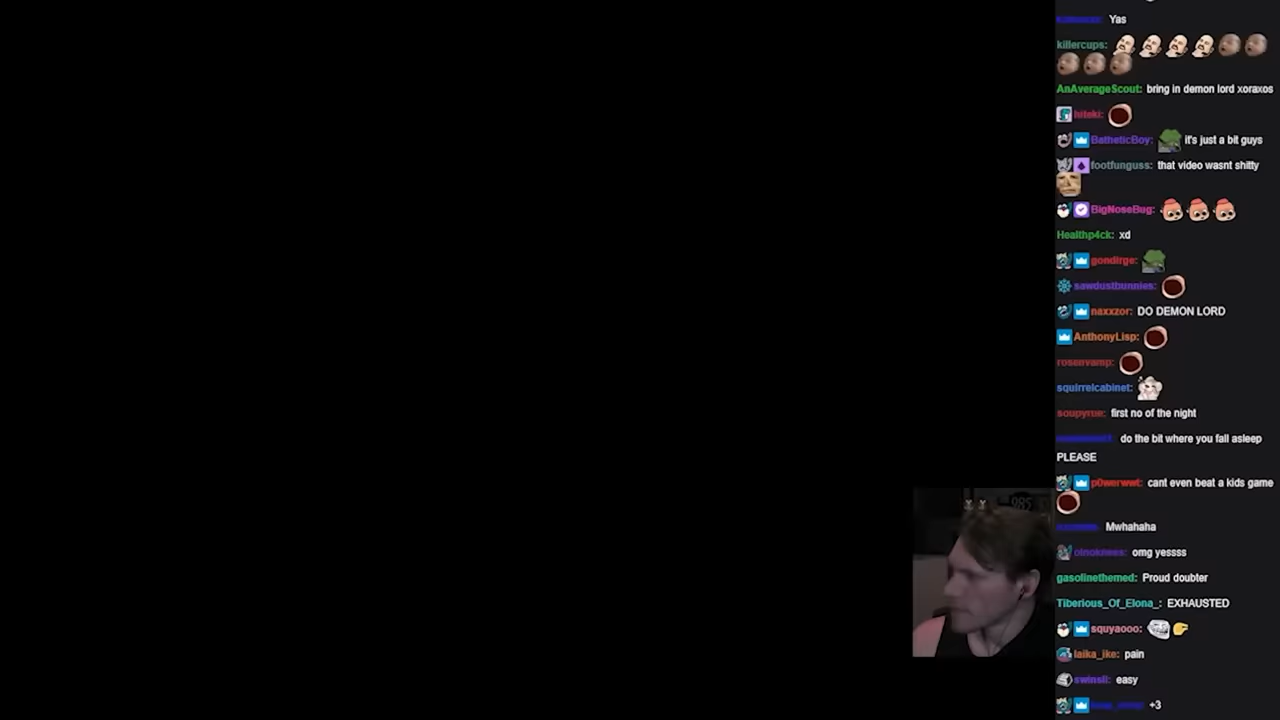 Yas
killercups:
AnAverageScout: bring in demon lord xoraxos
hiteki:
BatheticBoy: it's just a bit guys
footfunguss: that video wasnt shitty
BigNoseBug:
Healthp4ck: xd
gondirge:
sawdustbunnies:
naxxzor: DO DEMON LORD
AnthonyLisp:
rosenvamp:
squirrelcabinet:
soupyrue: first no of the night
do the bit where you fall asleep
PLEASE
p0werwwt: cant even beat a kids game
Mwhahaha
omg yessss
gasolinethemed: Proud doubter
Tiberious_Of_Elona_: EXHAUSTED
squyaooo:
laika_ike: pain
swinsli: easy
+3
985